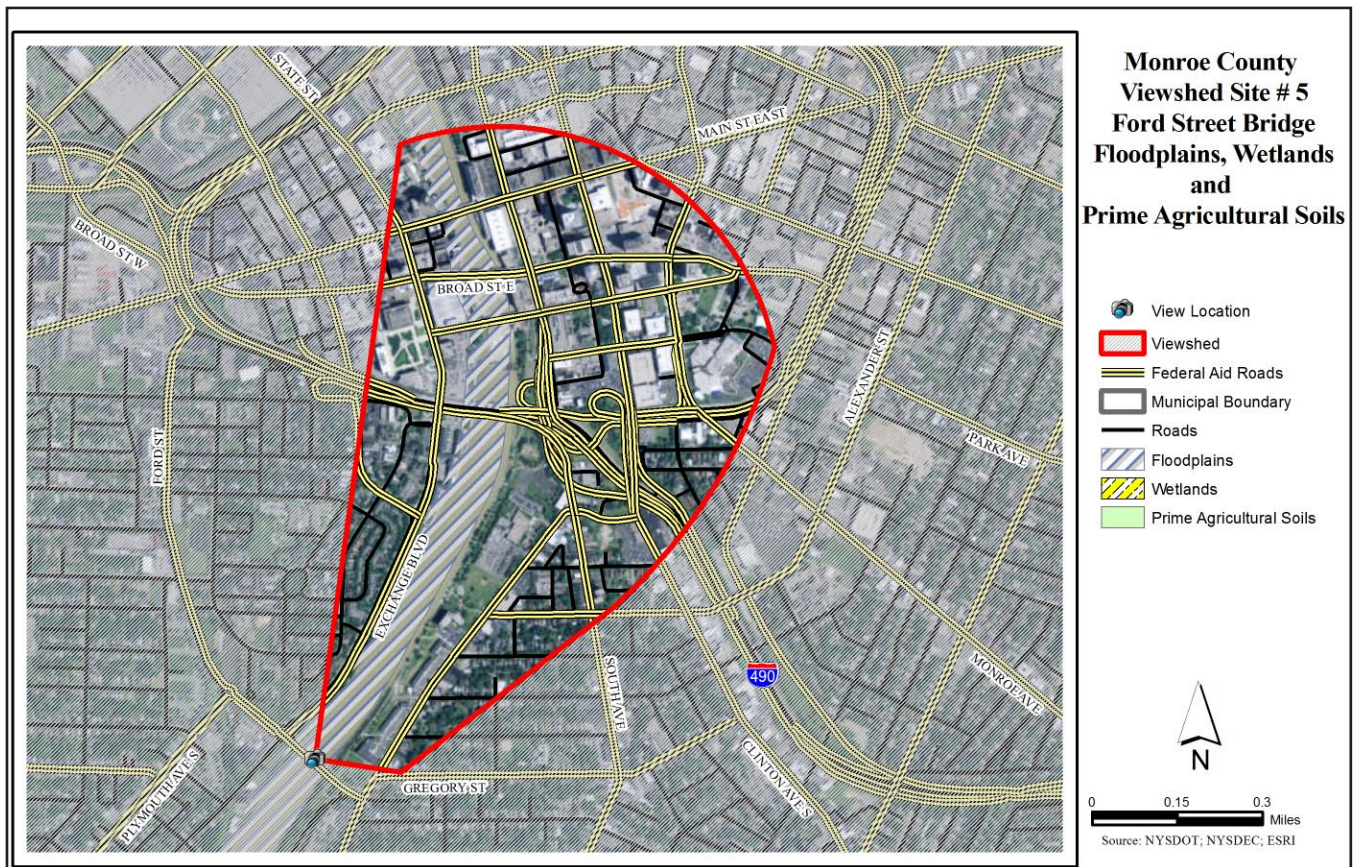 Monroe County
Viewshed Site # 5
Ford Street Bridge
Floodplains, Wetlands
and
Prime Agricultural Soils
View Location
Viewshed
Federal Aid Roads
Municipal Boundary
Roads
Floodplains
Wetlands
Prime Agricultural Soils
N
0 0.15 0.3
Miles
Source: NYSDOT; NYSDEC; ESRI
STATE ST
MAIN ST EAST
BROAD ST W
BROAD ST E
ALEXANDER ST
PARK AVE
FORD ST
EXCHANGE BLVD
SOUTH AVE
490
MONROE AVE
PLYMOUTH AVE S
GREGORY ST
CLINTON AVE S